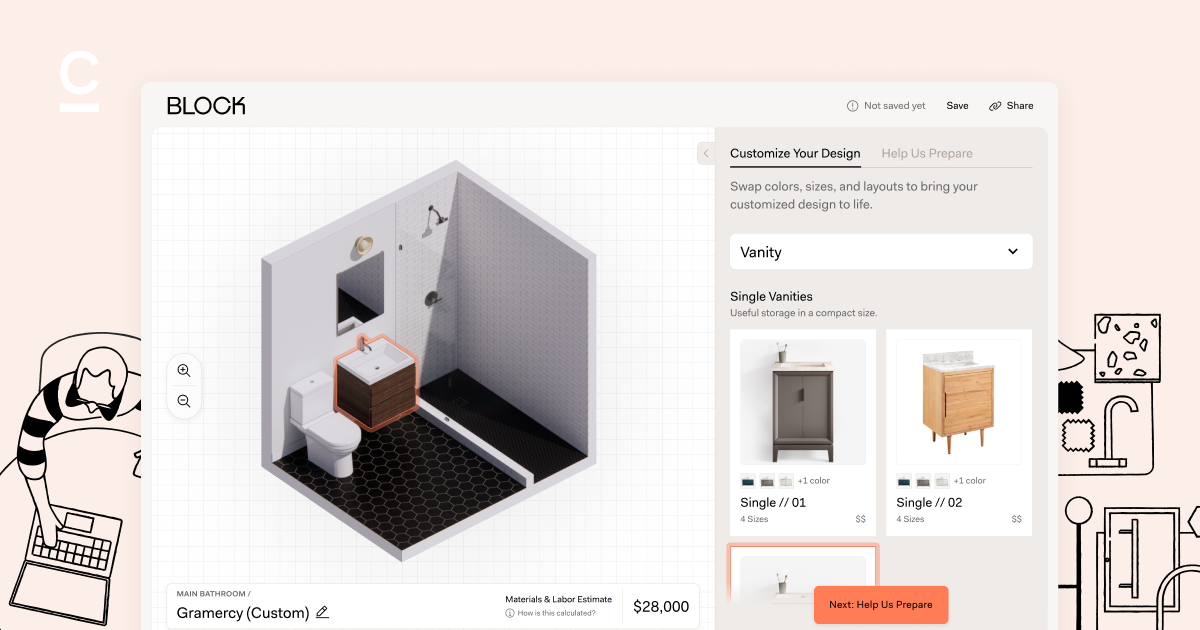 C
BLOCK
Not saved yet
Save
Share
Customize Your Design
Help Us Prepare
Swap colors, sizes, and layouts to bring your
customized design to life.
Vanity
Single Vanities
Useful storage in a compact size.
+1 color
Single // 01
4 Sizes
$$
+1 color
Single // 02
4 Sizes
$$
MAIN BATHROOM /
Gramercy (Custom)
Materials & Labor Estimate
How is this calculated?
$28,000
Next: Help Us Prepare